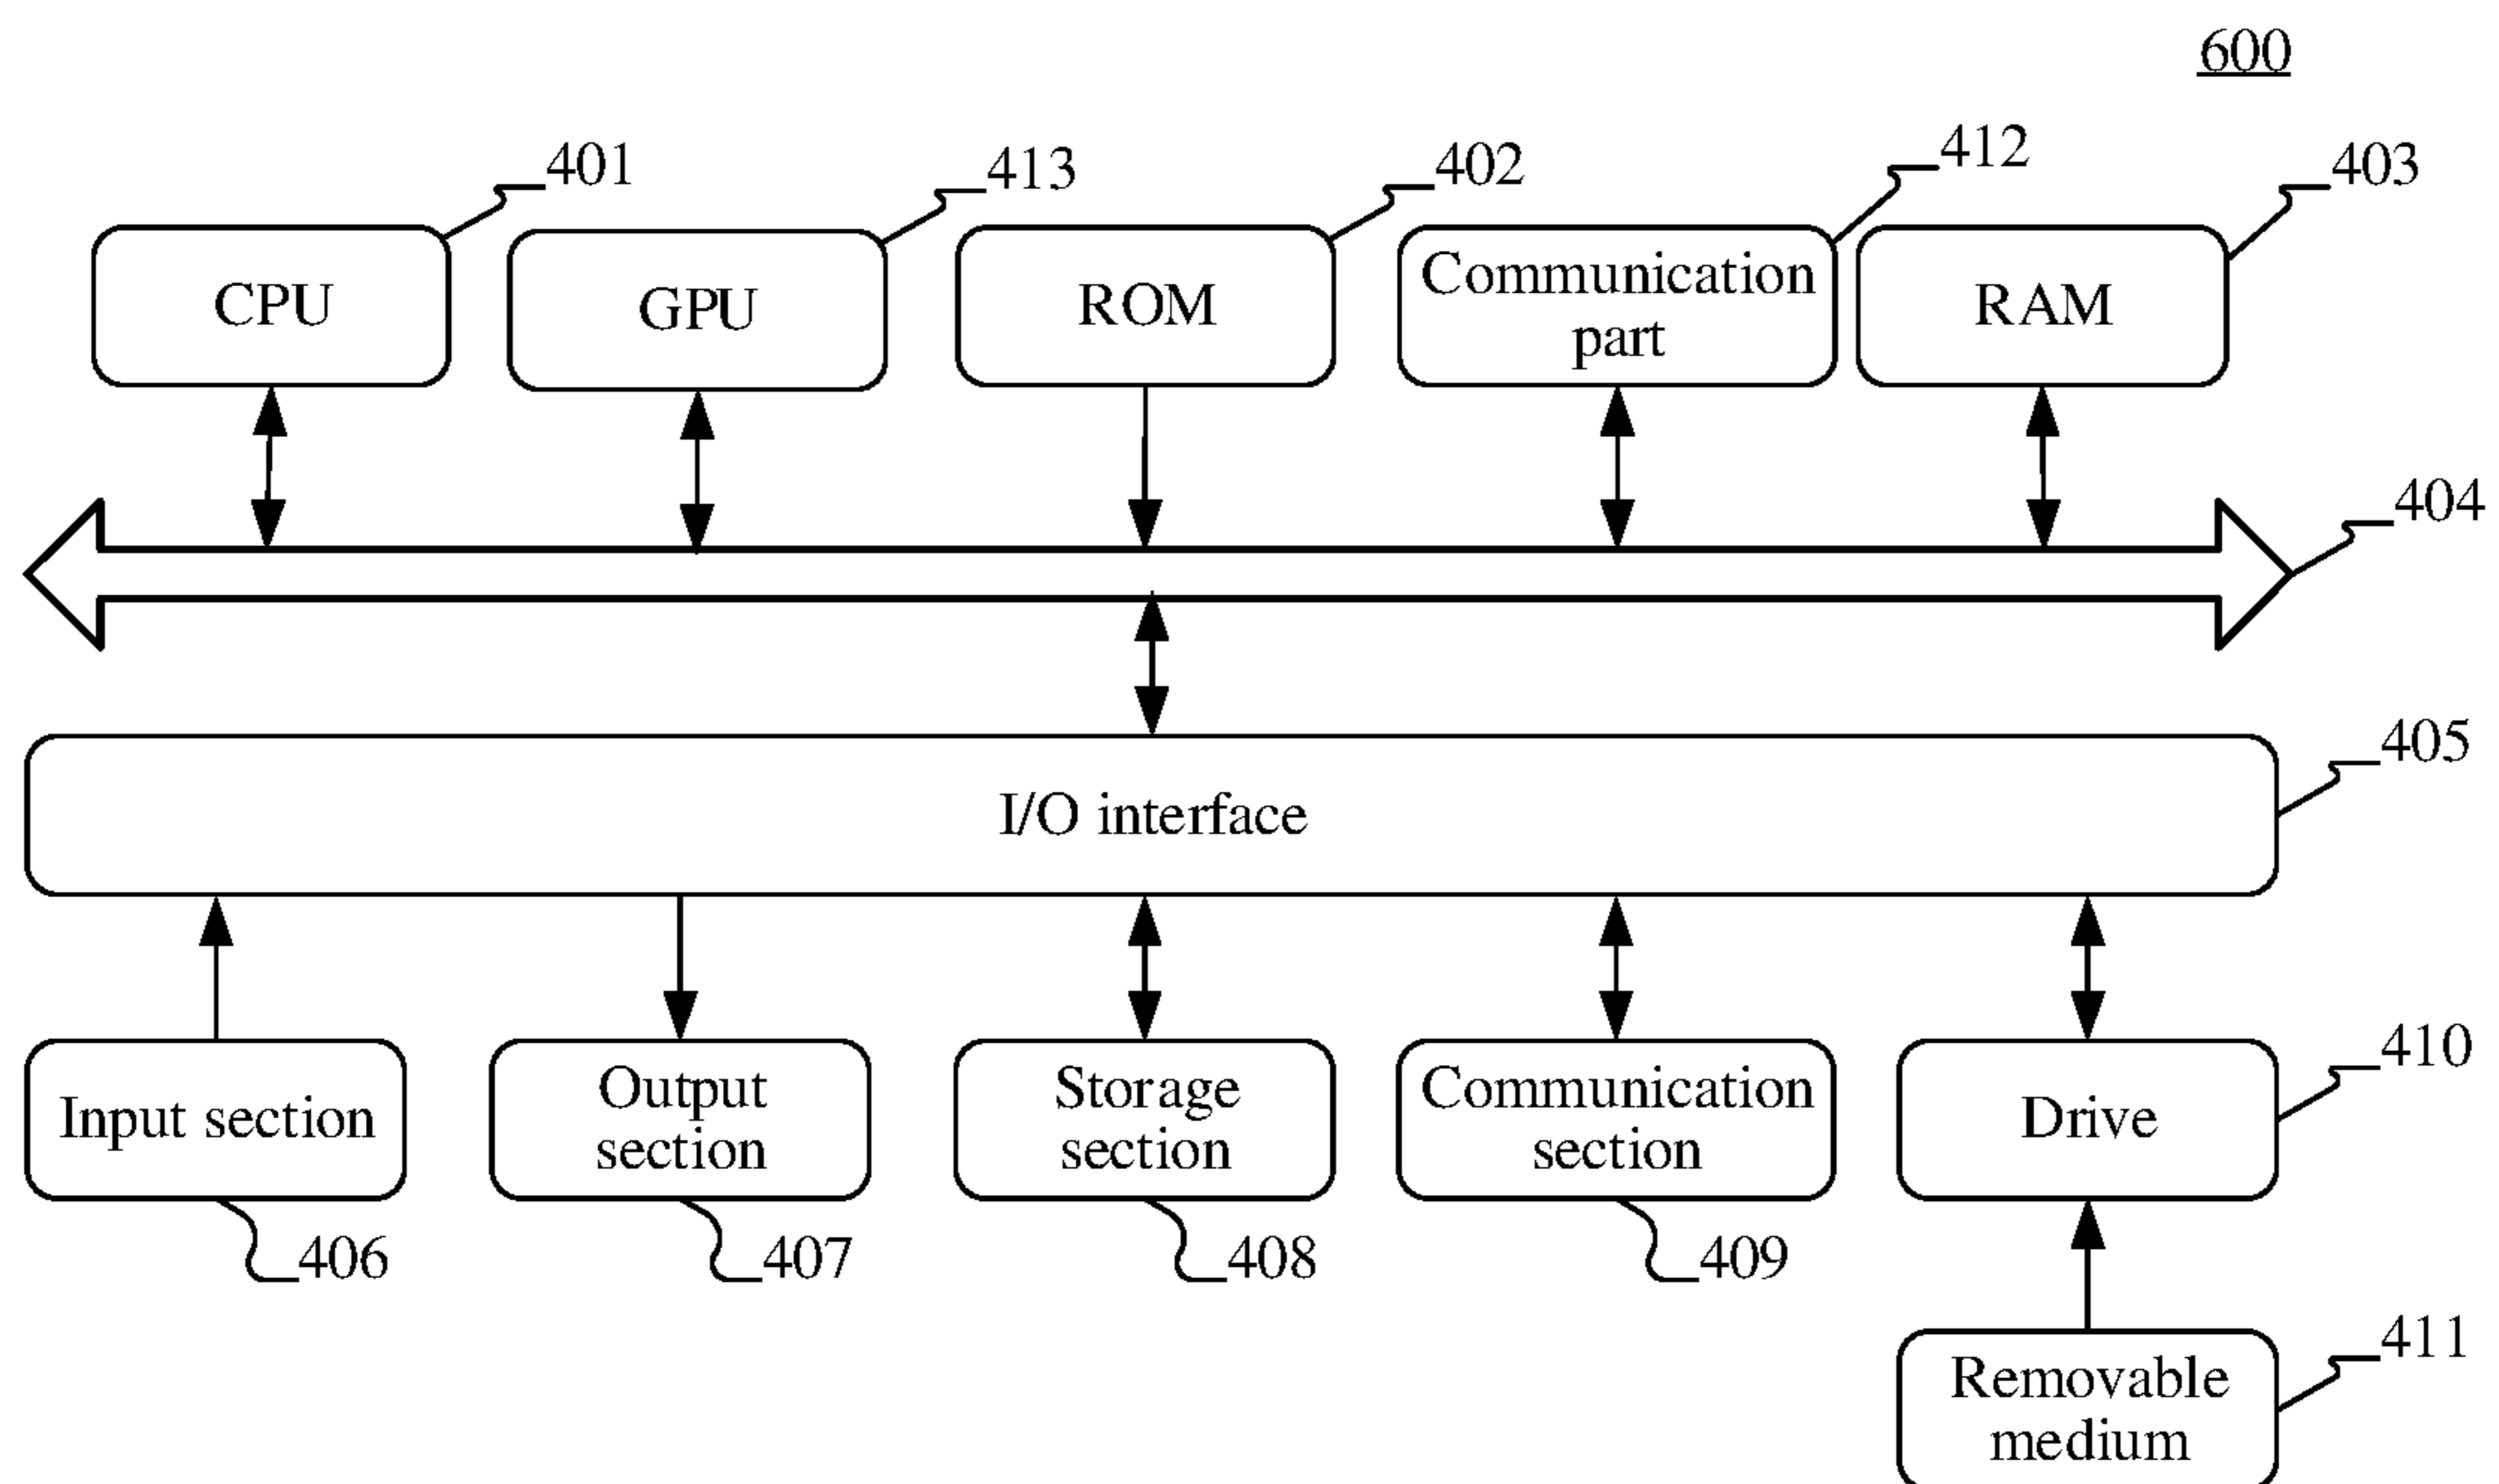 600
401
413
402
412
403
CPU
GPU
ROM
Communication
part
RAM
404
405
I/O interface
410
Input section
Output
section
Storage
section
Communication
section
Drive
406
407
408
409
411
Removable
medium